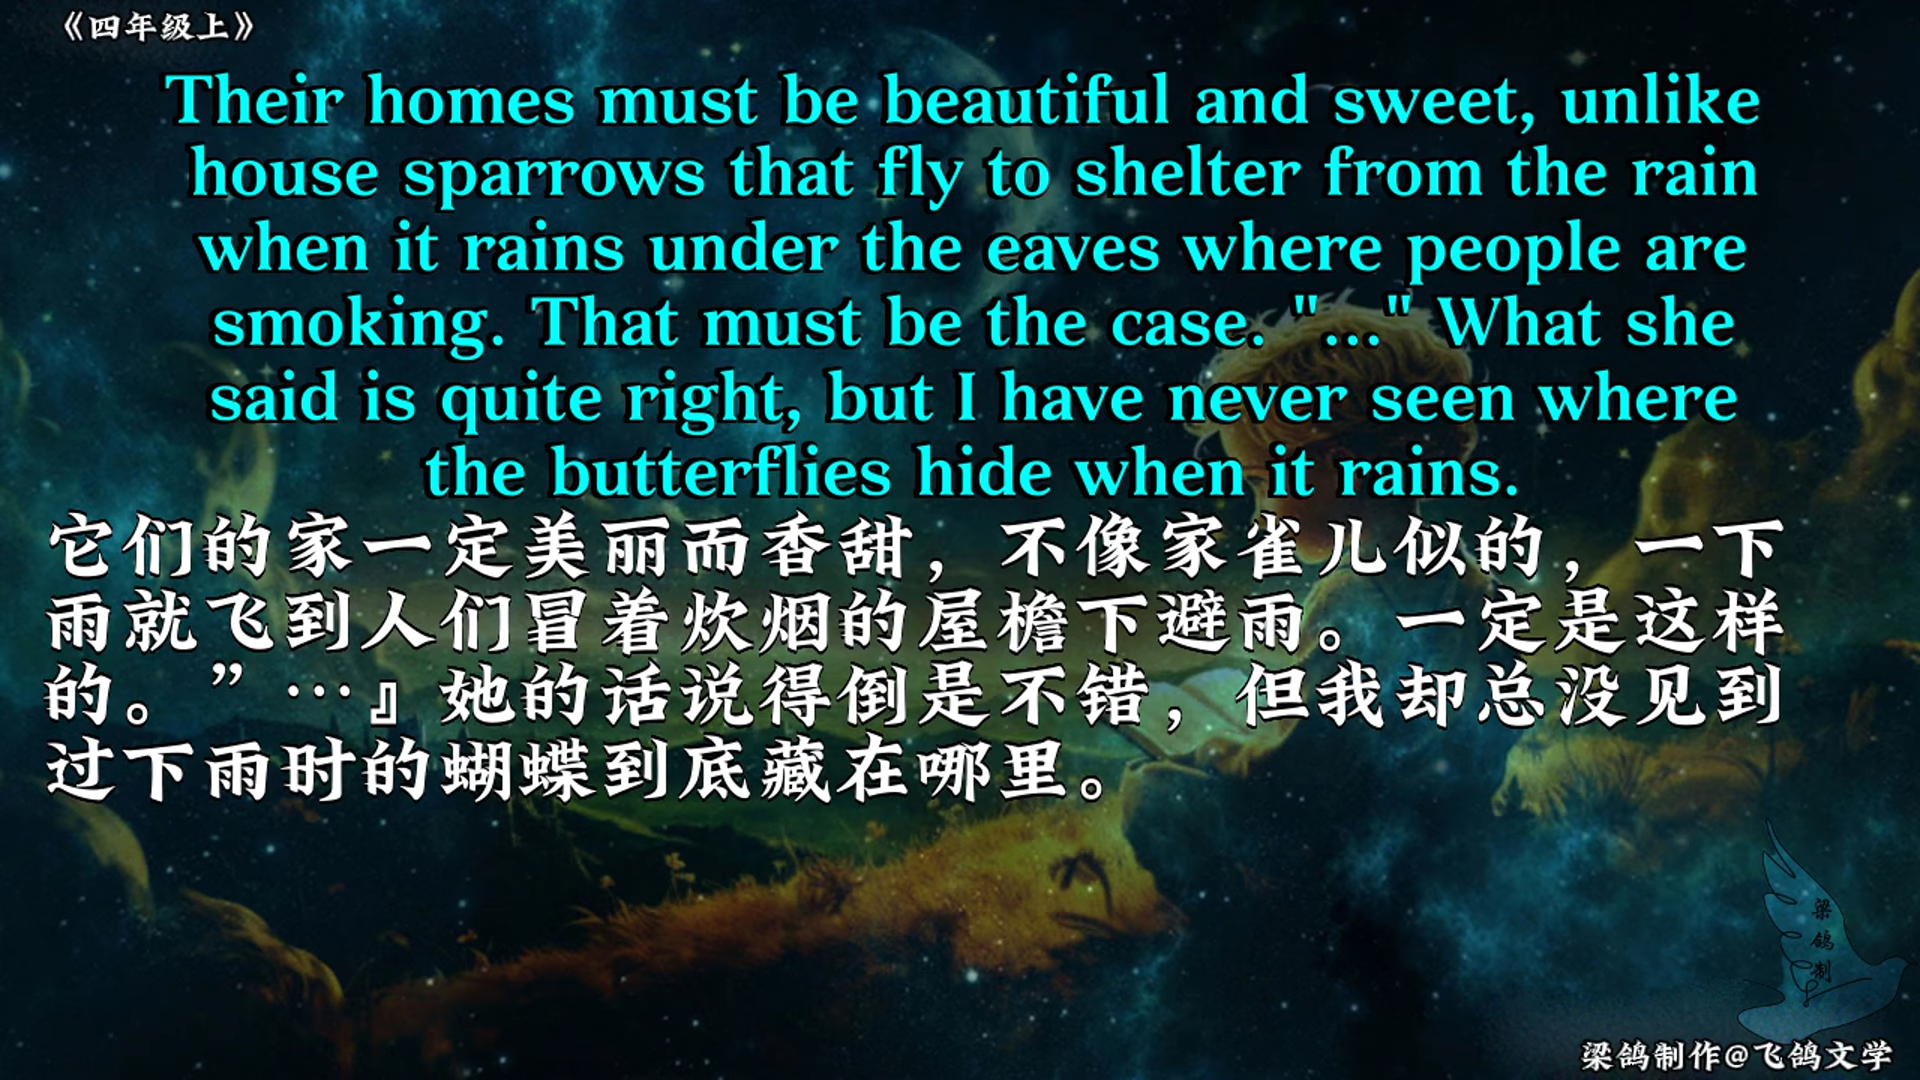 《四年级上》
Their homes must be beautiful and sweet, unlike
house sparrows that fly to shelter from the rain
when it rains under the eaves where people are
smoking. That must be the case. "..." What she
said is quite right, but I have never seen where
the butterflies hide when it rains.
它们的家一定美丽而香甜，不像家雀儿似的，一下
雨就飞到人们冒着炊烟的屋檐下避雨。一定是这样
的。”…』她的话说得倒是不错，但我却总没见到
过下雨时的蝴蝶到底藏在哪里。
梁
鸽
制
梁鸽制作@飞鸽文学